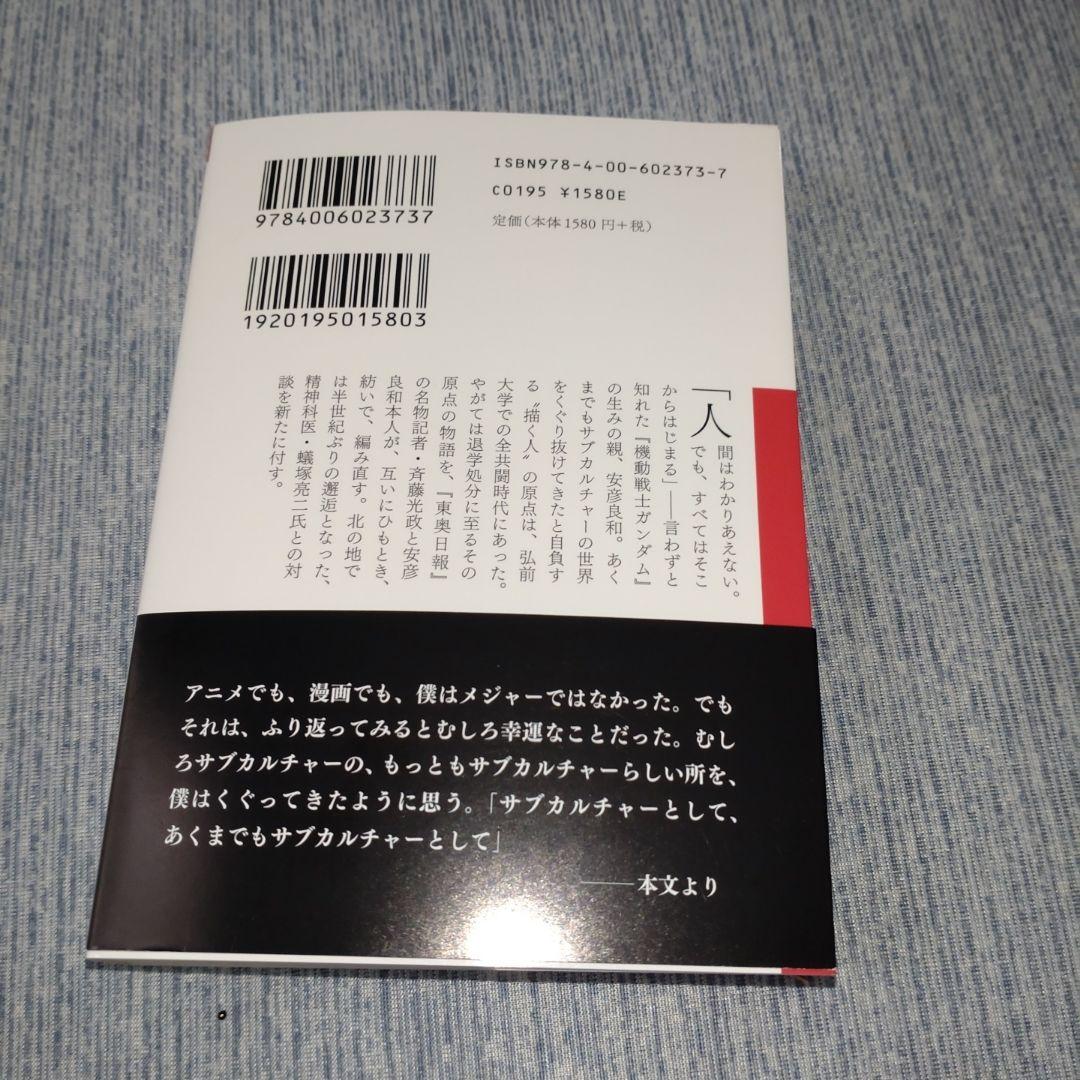 9784006023737
ISBN978-4-00-602373-7
C0195 ¥1580E
定価(本体1580円+税)
1920195015803
「人間はわかりあえない。
でも、すべてはそこ
からはじまる」――言わずと
知れた『機動戦士ガンダム』
の生みの親、安彦良和。あく
までもサブカルチャーの世界
をくぐり抜けてきたと自負す
る〝描く人〟の原点は、弘前
大学での全共闘時代にあった。
やがては退学処分に至るその
原点の物語を、『東奥日報』
の名物記者・斉藤光政と安彦
良和本人が、互いにひもとき、
紡いで、編み直す。北の地で
は半世紀ぶりの邂逅となった、
精神科医・蟻塚亮二氏との対
談を新たに付す。
アニメでも、漫画でも、僕はメジャーではなかった。でも
それは、ふり返ってみるとむしろ幸運なことだった。むし
ろサブカルチャーの、もっともサブカルチャーらしい所を、
僕はくぐってきたように思う。「サブカルチャーとして、
あくまでもサブカルチャーとして」
――本文より